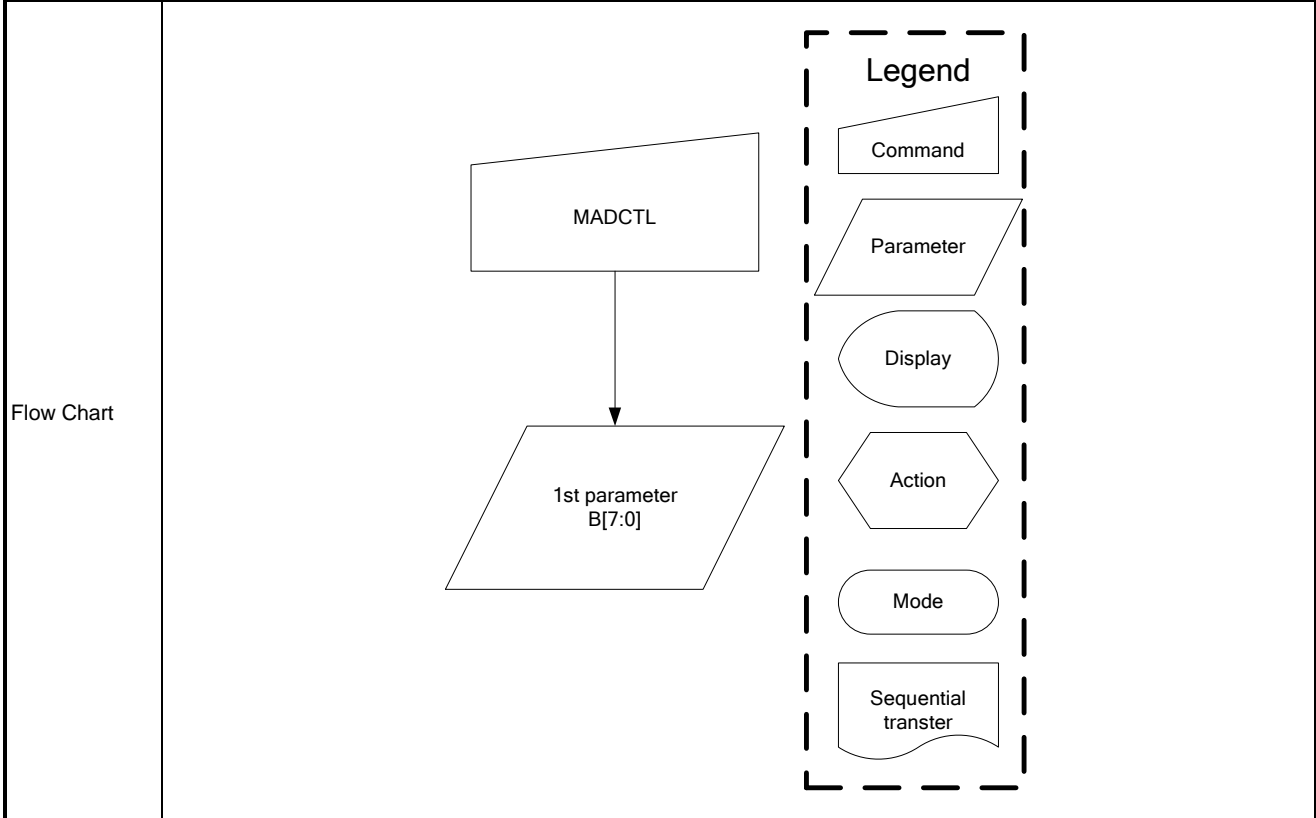 Flow Chart
MADCTL
1st parameter
B[7:0]
Legend
Command
Parameter
Display
Action
Mode
Sequential
transter